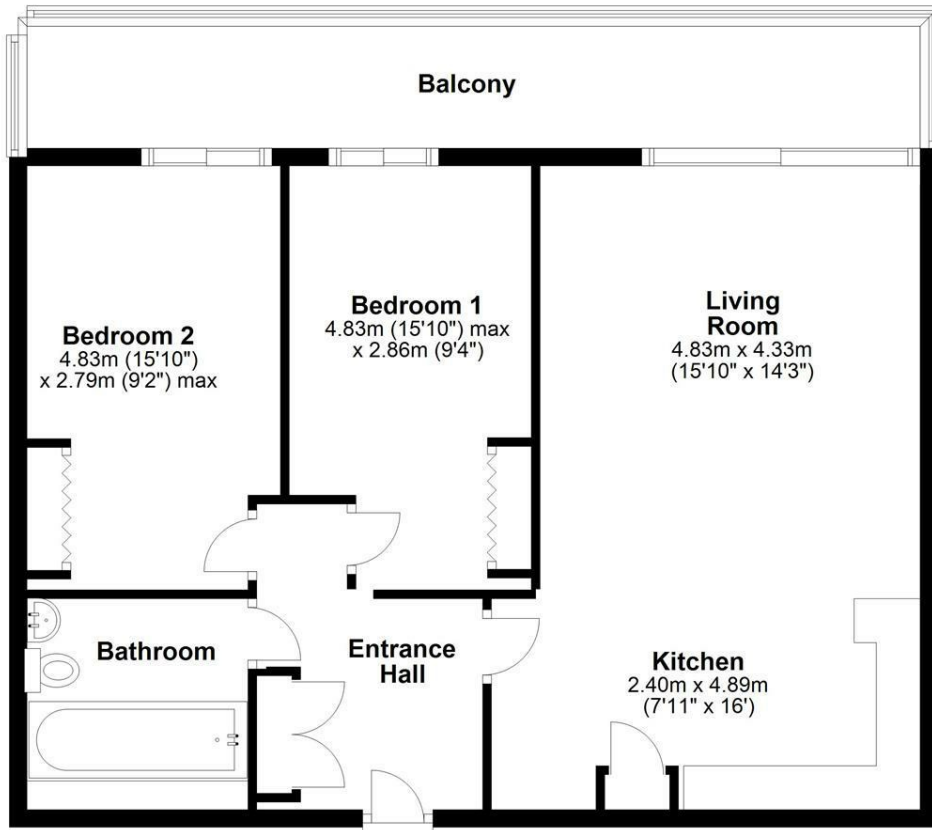 Balcony
Bedroom 2
4.83m (15'10")
x 2.79m (9'2") max
Bedroom 1
4.83m (15'10") max
x 2.86m (9'4")
Living
Room
4.83m x 4.33m
(15'10" x 14'3")
Bathroom
Entrance
Hall
Kitchen
2.40m x 4.89m
(7'11" x 16')